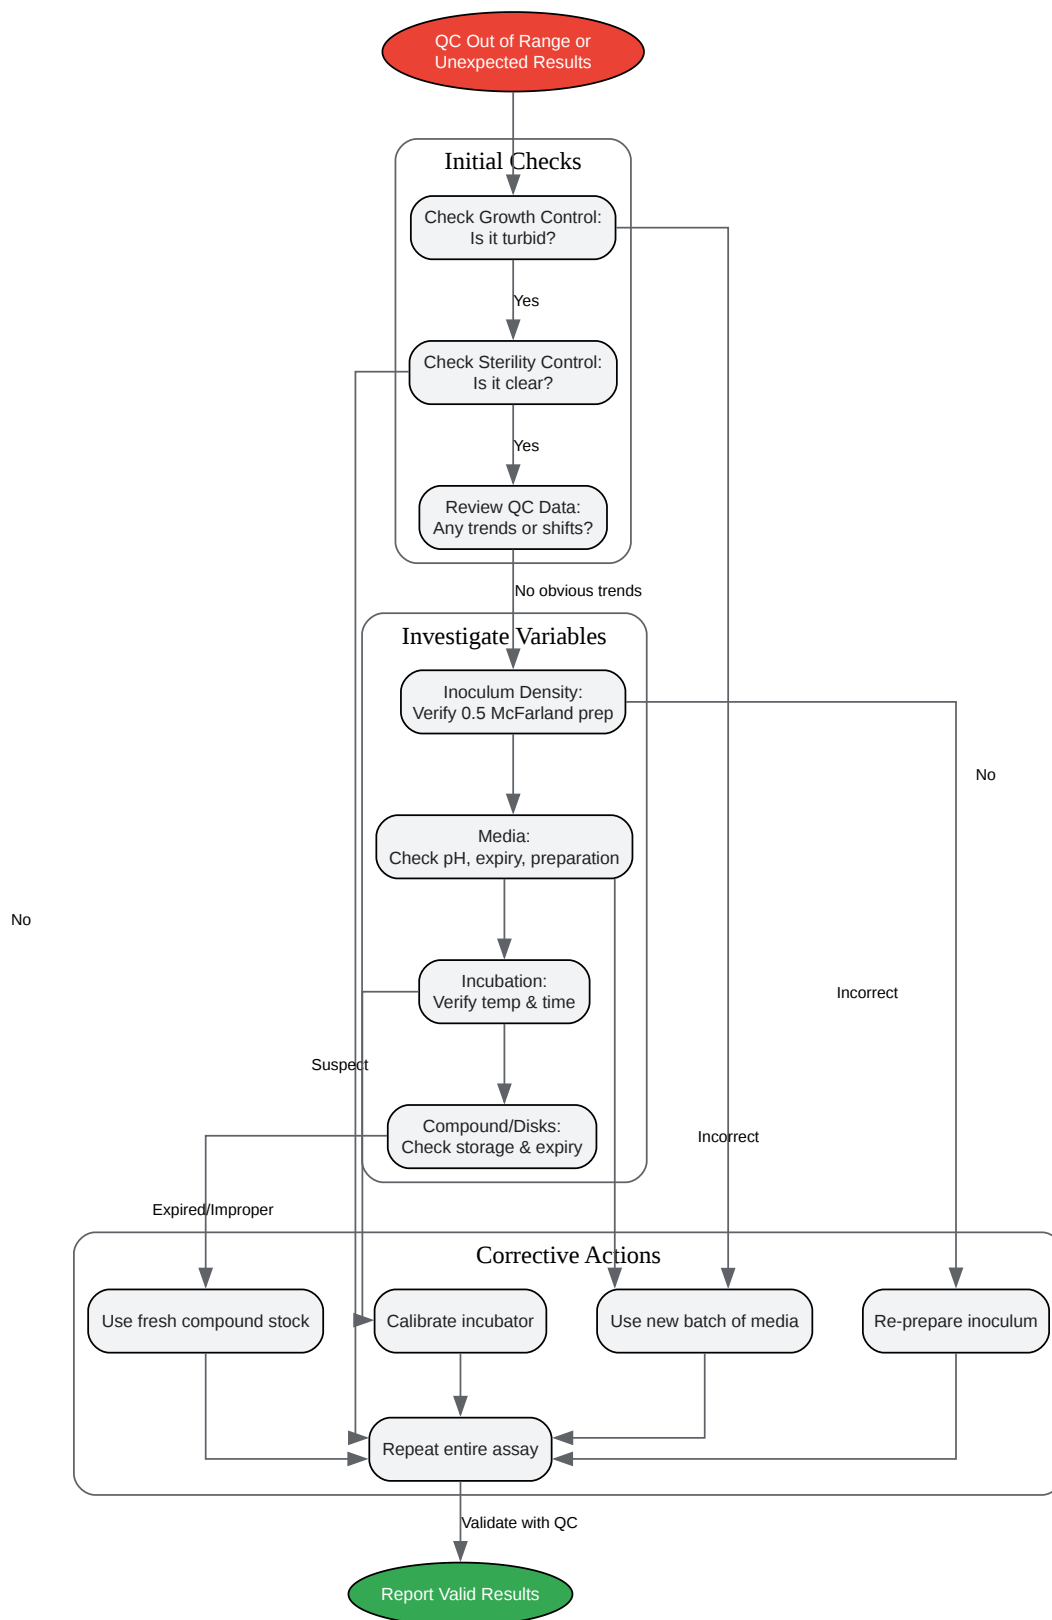 QC Out of Range or
Unexpected Results
Initial Checks
Check Growth Control:
Is it turbid?
Yes
Check Sterility Control:
Is it clear?
Yes
Review QC Data:
Any trends or shifts?
No obvious trends
Investigate Variables
Inoculum Density:
Verify 0.5 McFarland prep
No
Media:
Check pH, expiry, preparation
No
Incubation:
Verify temp & time
Incorrect
Suspect
Compound/Disks:
Check storage & expiry
Incorrect
Expired/Improper
Corrective Actions
Use fresh compound stock
Calibrate incubator
Use new batch of media
Re-prepare inoculum
Repeat entire assay
Validate with QC
Report Valid Results